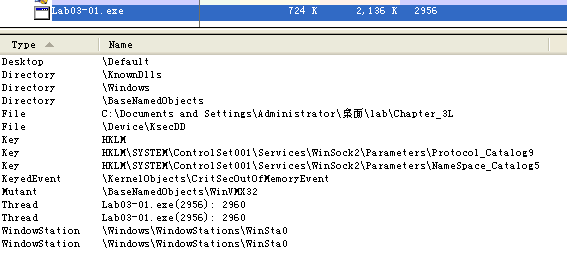 Lab03-01.exe 724 K 2,136 K 2956
Type Name
Desktop \Default
Directory \KnownDlls
Directory \Windows
Directory \BaseNamedObjects
File C:\Documents and Settings\Administrator\桌面\lab\Chapter_3L
File \Device\KsecDD
Key HKLM
Key HKLM\SYSTEM\ControlSet001\Services\WinSock2\Parameters\Protocol_Catalog9
Key HKLM\SYSTEM\ControlSet001\Services\WinSock2\Parameters\NameSpace_Catalog5
KeyedEvent \KernelObjects\CritSecOutOfMemoryEvent
Mutant \BaseNamedObjects\WinVMX32
Thread Lab03-01.exe(2956): 2960
Thread Lab03-01.exe(2956): 2960
WindowStation \Windows\WindowStations\WinSta0
WindowStation \Windows\WindowStations\WinSta0